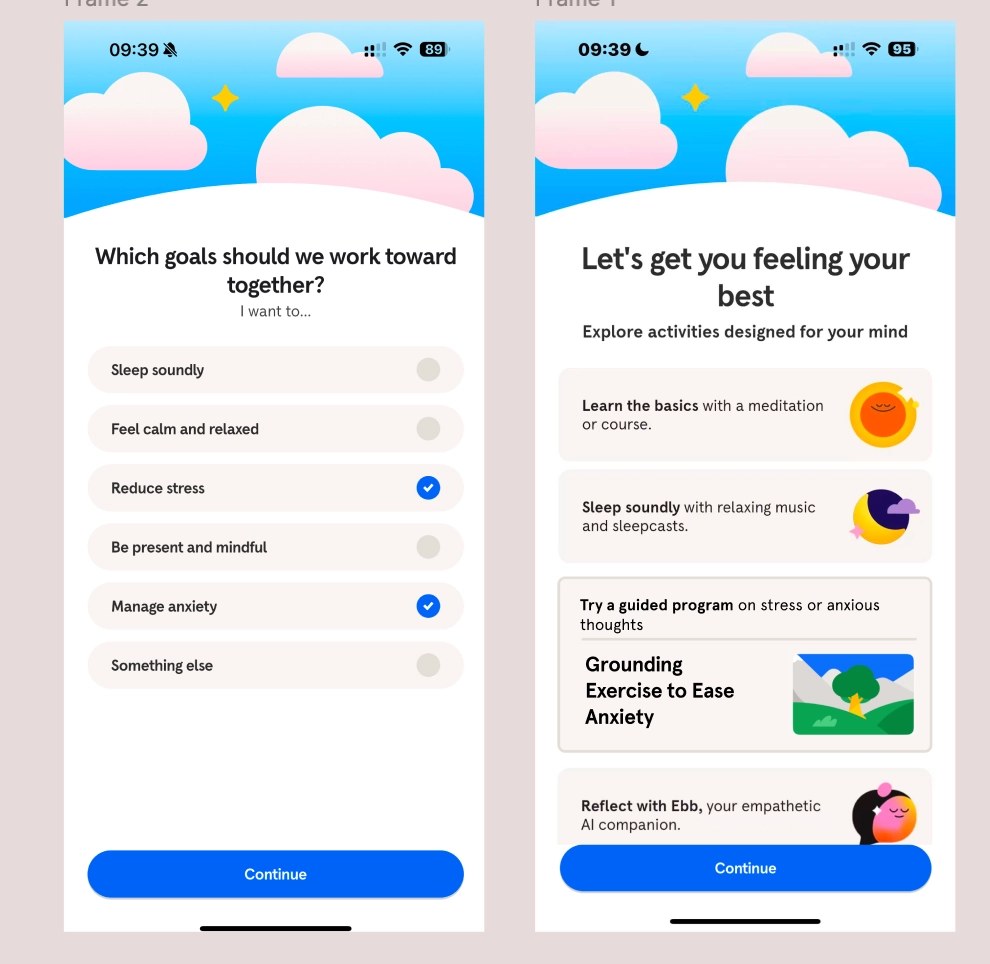 Frame 2
09:39
89
Which goals should we work toward
together?
I want to...
Sleep soundly
Feel calm and relaxed
Reduce stress
Be present and mindful
Manage anxiety
Something else
Continue
Frame 1
09:39
95
Let's get you feeling your
best
Explore activities designed for your mind
Learn the basics with a meditation
or course.
Sleep soundly with relaxing music
and sleepcasts.
Try a guided program on stress or anxious
thoughts
Grounding
Exercise to Ease
Anxiety
Reflect with Ebb, your empathetic
AI companion.
Continue